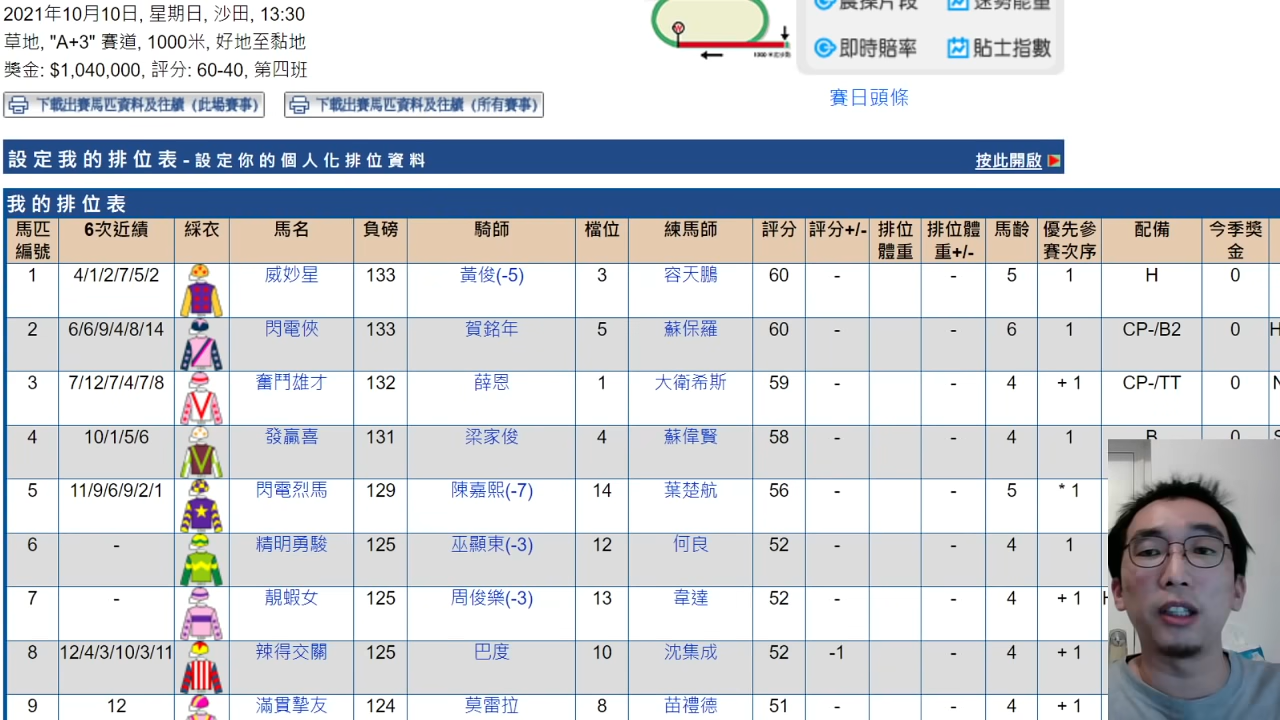 2021年10月10日, 星期日, 沙田, 13:30
草地, "A+3" 賽道, 1000米, 好地至黏地
獎金: $1,040,000, 評分: 60-40, 第四班
晨操片段 迷勢能量
即時賠率 貼士指數
賽日頭條
下載出賽馬匹資料及往績（此場賽事） 下載出賽馬匹資料及往績（所有賽事）
設定我的排位表-設定你的個人化排位資料 按此開啟
我的排位表
馬匹編號 6次近績 綵衣 馬名 負磅 騎師 檔位 練馬師 評分 評分+/- 排位體重 排位體重+/- 馬齡 優先參賽次序 配備 今季獎金
1 4/1/2/7/5/2 威妙星 133 黃俊(-5) 3 容天鵬 60 - - 5 1 H 0
2 6/6/9/4/8/14 閃電俠 133 賀銘年 5 蘇保羅 60 - - 6 1 CP-/B2 0 H
3 7/12/7/4/7/8 奮鬥雄才 132 薛恩 1 大衛希斯 59 - - 4 + 1 CP-/TT 0
4 10/1/5/6 發贏喜 131 梁家俊 4 蘇偉賢 58 - - 4 1 B 0
5 11/9/6/9/2/1 閃電烈馬 129 陳嘉熙(-7) 14 葉楚航 56 - - 5 * 1
6 - 精明勇駿 125 巫顯東(-3) 12 何良 52 - - 4 1
7 - 靚蝦女 125 周俊樂(-3) 13 韋達 52 - - 4 + 1
8 12/4/3/10/3/11 辣得交關 125 巴度 10 沈集成 52 -1 - 4 + 1
9 12 滿貫摯友 124 莫雷拉 8 苗禮德 51 - - 4 + 1